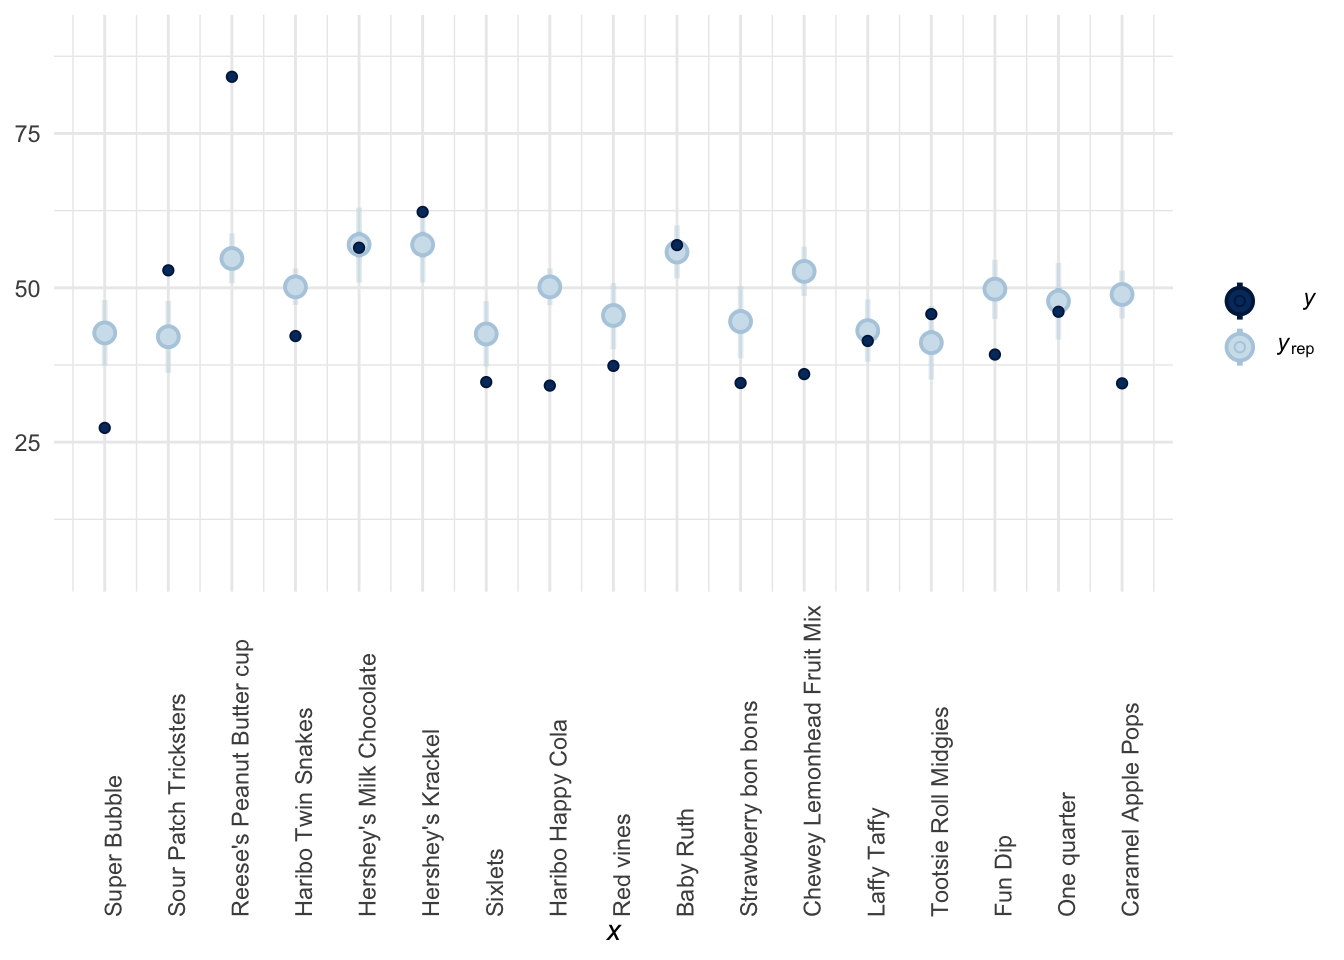 75
50
25
Super Bubble
Sour Patch Tricksters
Reese's Peanut Butter cup
Haribo Twin Snakes
Hershey's Milk Chocolate
Hershey's Krackel
Sixlets
Haribo Happy Cola
Red vines
Baby Ruth
Strawberry bon bons
Chewey Lemonhead Fruit Mix
Laffy Taffy
Tootsie Roll Midgies
Fun Dip
One quarter
Caramel Apple Pops
x
y
yrep